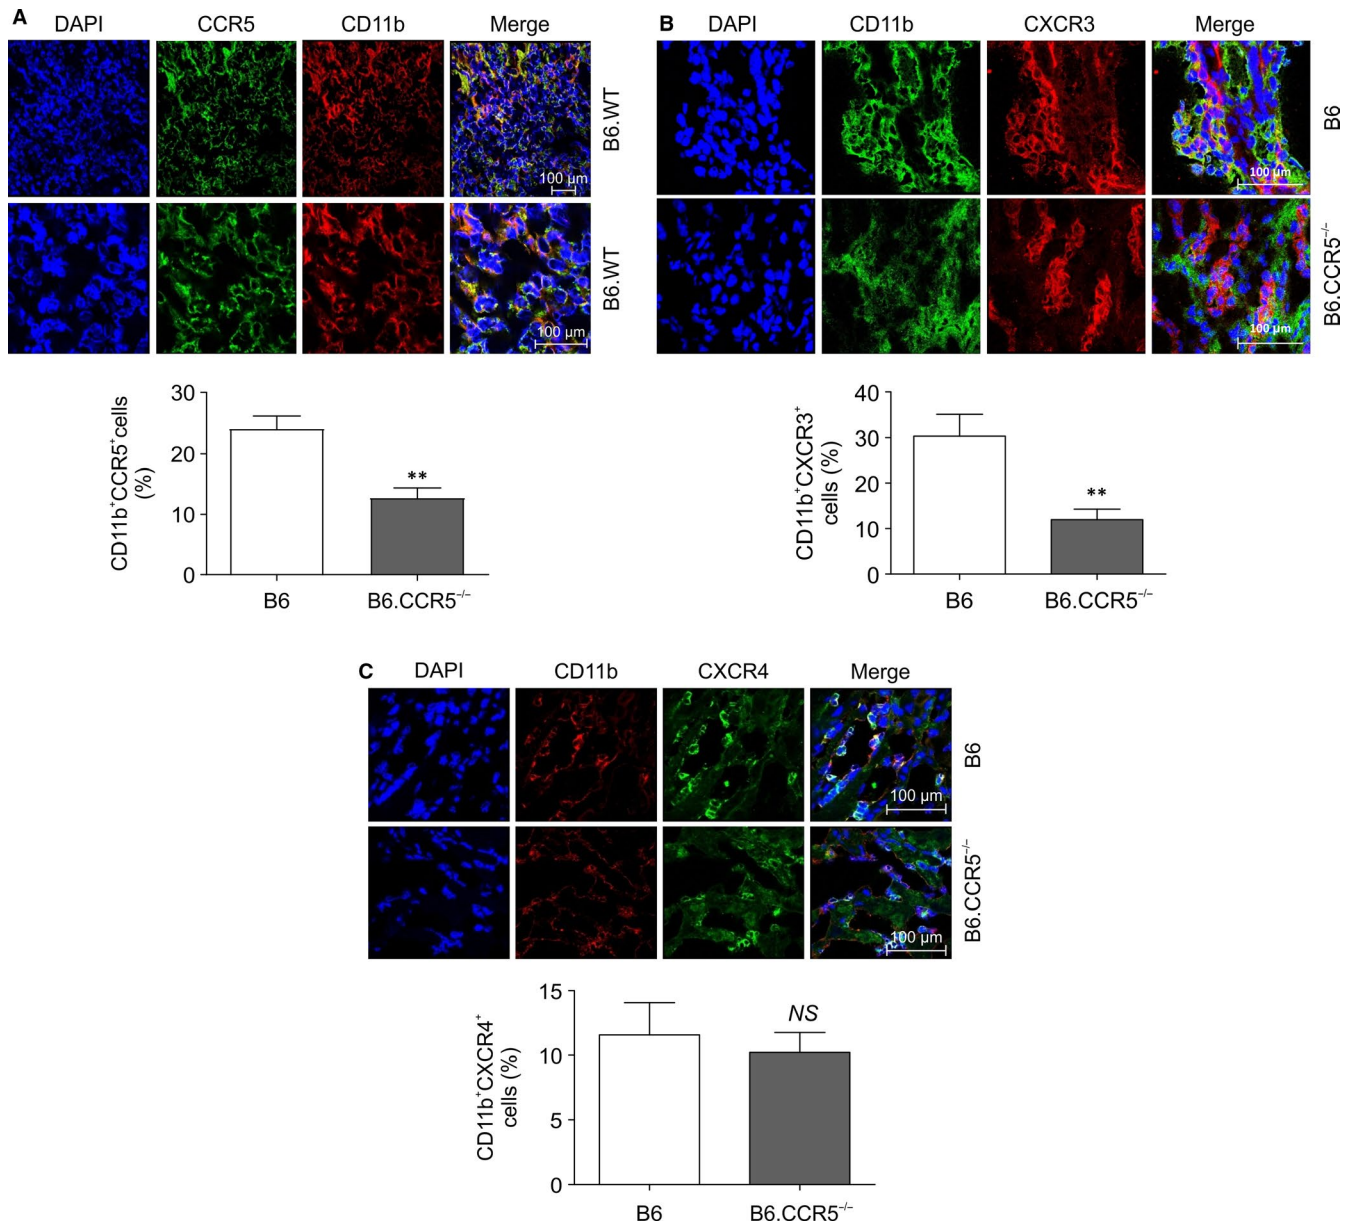 A
DAPI CCR5 CD11b Merge
B6.WT
100 µm
B6.WT
100 µm
CD11b⁺CCR5⁺cells
(%)
30
20
10
0
**
B6 B6.CCR5⁻/⁻
B
DAPI CD11b CXCR3 Merge
B6
100 µm
B6.CCR5⁻/⁻
100 µm
CD11b⁺CXCR3⁺
cells (%)
40
30
20
10
0
**
B6 B6.CCR5⁻/⁻
C
DAPI CD11b CXCR4 Merge
B6
100 µm
B6.CCR5⁻/⁻
100 µm
CD11b⁺CXCR4⁺
cells (%)
15
10
5
0
NS
B6 B6.CCR5⁻/⁻